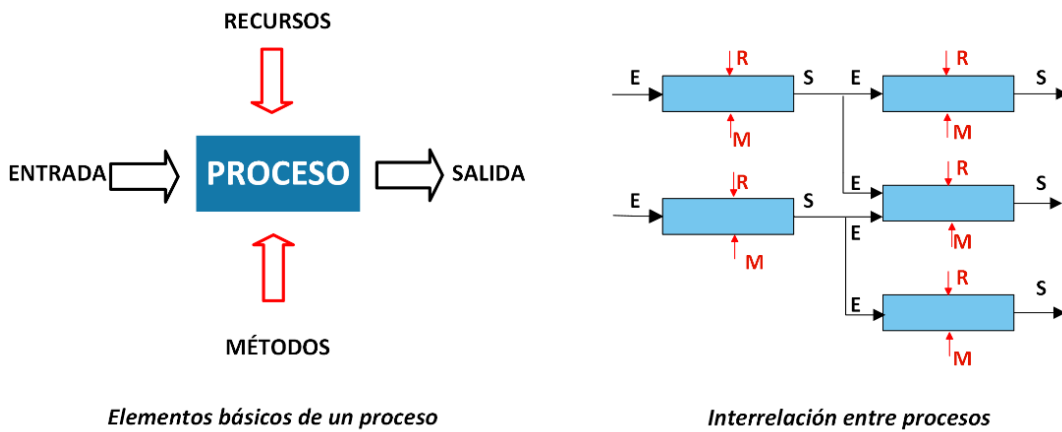 RECURSOS
ENTRADA
PROCESO
SALIDA
MÉTODOS
Elementos básicos de un proceso
R
R
E
S
E
S
M
M
R
R
E
S
E
S
E
M
M
R
E
S
M
Interrelación entre procesos